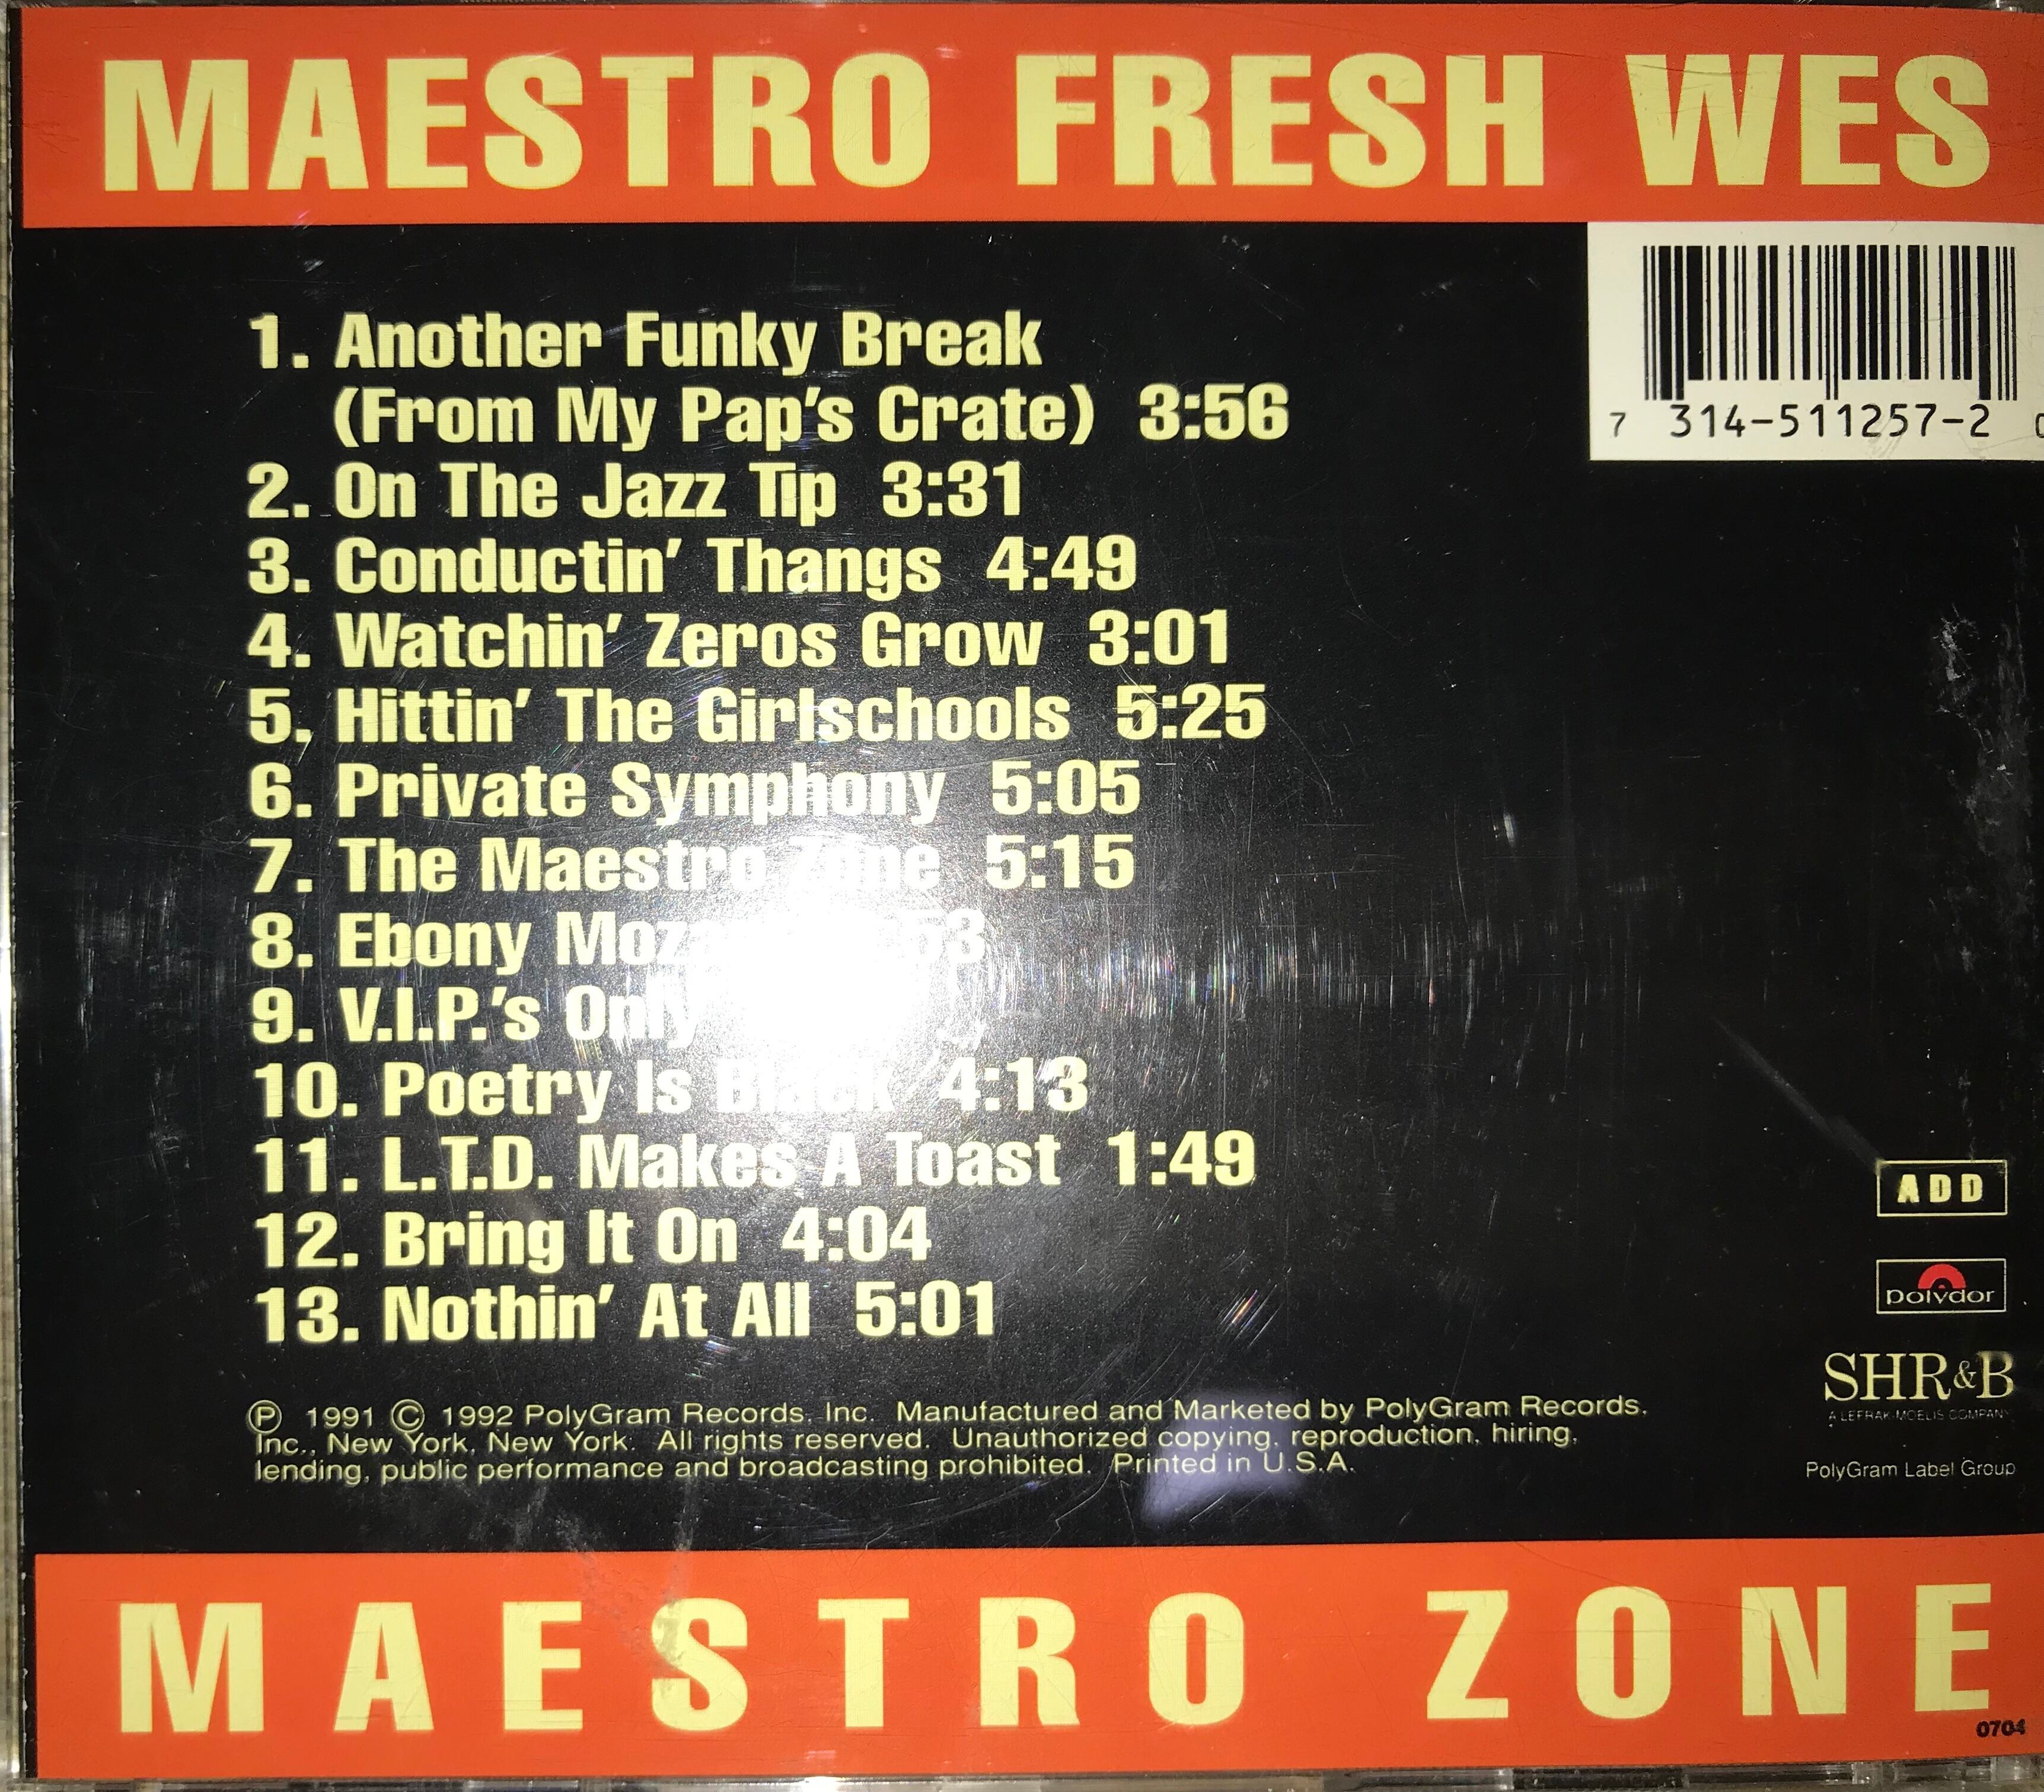 MAESTRO FRESH WES
7 314-511257-2
1. Another Funky Break
(From My Pap's Crate) 3:56
2. On The Jazz Tip 3:31
3. Conductin' Thangs 4:49
4. Watchin' Zeros Grow 3:01
5. Hittin' The Girlschools 5:25
6. Private Symphony 5:05
7. The Maestro Zone 5:15
8. Ebony
9. V.I.P.'s Only
10. Poetry Is Black 4:13
11. L.T.D. Makes A Toast 1:49
12. Bring It On 4:04
13. Nothin' At All 5:01
ADD
polydor
SHR&B
A LEFRAK-MOELIS COMPANY
PolyGram Label Group
℗ 1991 © 1992 PolyGram Records, Inc. Manufactured and Marketed by PolyGram Records,
Inc., New York, New York. All rights reserved. Unauthorized copying, reproduction, hiring,
lending, public performance and broadcasting prohibited. Printed in U.S.A.
MAESTRO ZONE
0704